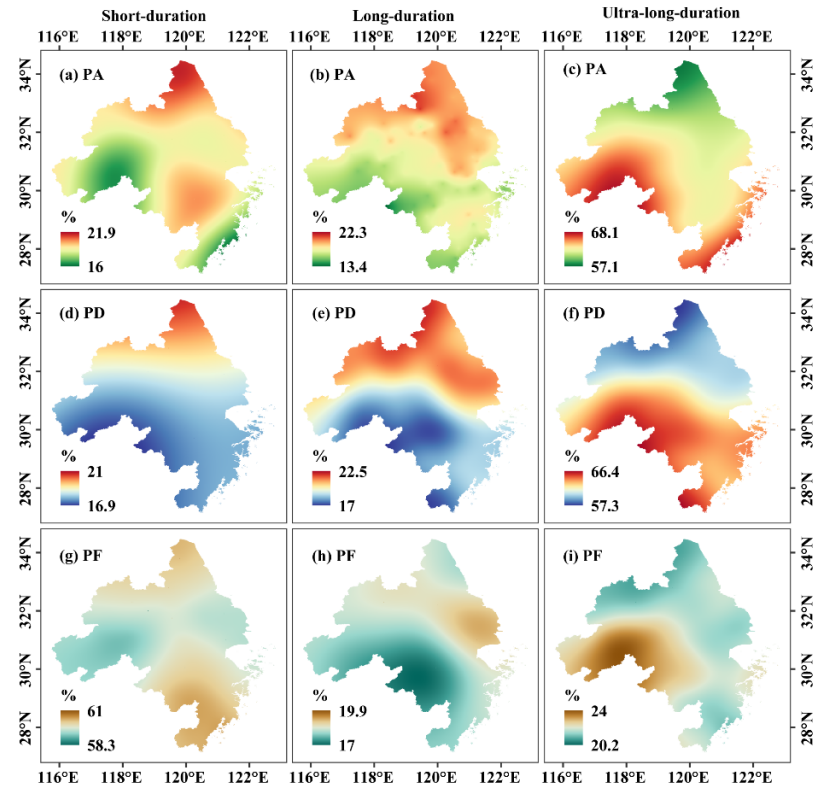 Short-duration Long-duration Ultra-long-duration
116°E 118°E 120°E 122°E 116°E 118°E 120°E 122°E 116°E 118°E 120°E 122°E
34°N 32°N 30°N 28°N
(a) PA
%
21.9
16
(b) PA
%
22.3
13.4
(c) PA
%
68.1
57.1
34°N 32°N 30°N 28°N
34°N 32°N 30°N 28°N
(d) PD
%
21
16.9
(e) PD
%
22.5
17
(f) PD
%
66.4
57.3
34°N 32°N 30°N 28°N
34°N 32°N 30°N 28°N
(g) PF
%
61
58.3
(h) PF
%
19.9
17
(i) PF
%
24
20.2
34°N 32°N 30°N 28°N
116°E 118°E 120°E 122°E 116°E 118°E 120°E 122°E 116°E 118°E 120°E 122°E